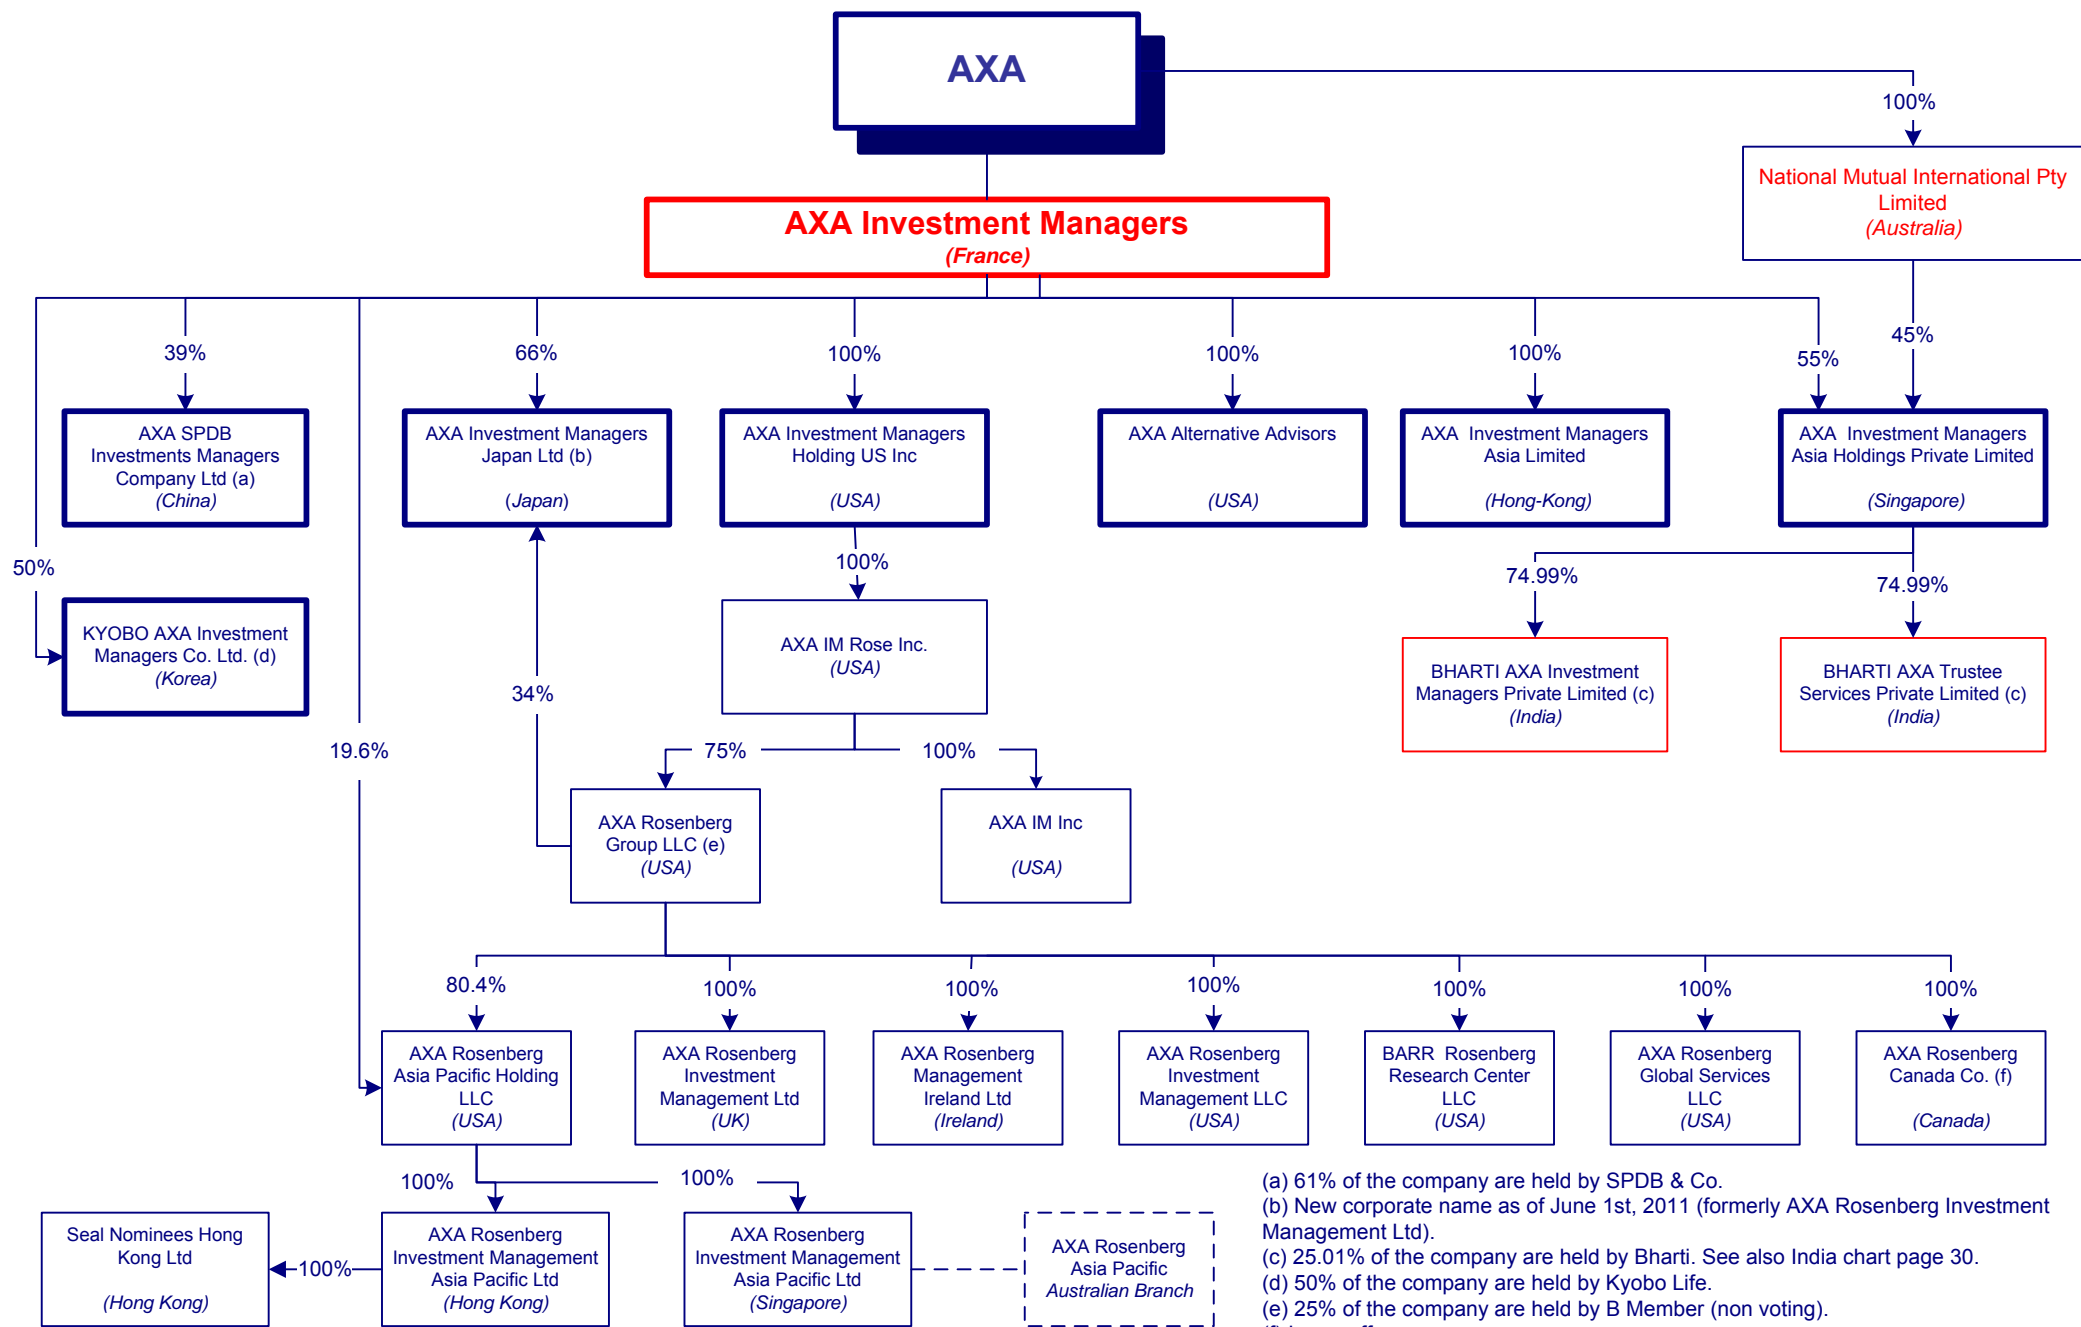 AXA
100%
National Mutual International Pty
Limited
(Australia)
AXA Investment Managers
(France)
39%
66%
100%
100%
100%
55%
45%
AXA SPDB
Investments Managers
Company Ltd (a)
(China)
AXA Investment Managers
Japan Ltd (b)
(Japan)
AXA Investment Managers
Holding US Inc
(USA)
AXA Alternative Advisors
(USA)
AXA Investment Managers
Asia Limited
(Hong-Kong)
AXA Investment Managers
Asia Holdings Private Limited
(Singapore)
50%
100%
74.99%
74.99%
KYOBO AXA Investment
Managers Co. Ltd. (d)
(Korea)
AXA IM Rose Inc.
(USA)
BHARTI AXA Investment
Managers Private Limited (c)
(India)
BHARTI AXA Trustee
Services Private Limited (c)
(India)
34%
19.6%
75%
100%
AXA Rosenberg
Group LLC (e)
(USA)
AXA IM Inc
(USA)
80.4%
100%
100%
100%
100%
100%
100%
AXA Rosenberg
Asia Pacific Holding
LLC
(USA)
AXA Rosenberg
Investment
Management Ltd
(UK)
AXA Rosenberg
Management
Ireland Ltd
(Ireland)
AXA Rosenberg
Investment
Management LLC
(USA)
BARR Rosenberg
Research Center
LLC
(USA)
AXA Rosenberg
Global Services
LLC
(USA)
AXA Rosenberg
Canada Co. (f)
(Canada)
100%
100%
Seal Nominees Hong
Kong Ltd
(Hong Kong)
100%
AXA Rosenberg
Investment Management
Asia Pacific Ltd
(Hong Kong)
AXA Rosenberg
Investment Management
Asia Pacific Ltd
(Singapore)
AXA Rosenberg
Asia Pacific
Australian Branch
(a) 61% of the company are held by SPDB & Co.
(b) New corporate name as of June 1st, 2011 (formerly AXA Rosenberg Investment
Management Ltd).
(c) 25.01% of the company are held by Bharti. See also India chart page 30.
(d) 50% of the company are held by Kyobo Life.
(e) 25% of the company are held by B Member (non voting).